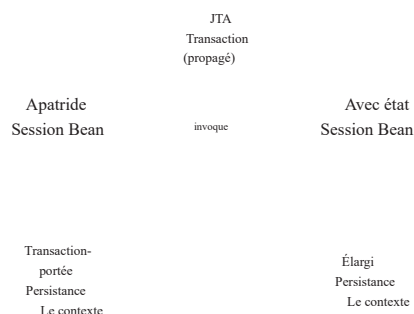 JTA
Transaction
(propagé)
Apatride
Session Bean
invoque
Avec état
Session Bean
Transaction-
portée
Persistance
Le contexte
Élargi
Persistance
Le contexte